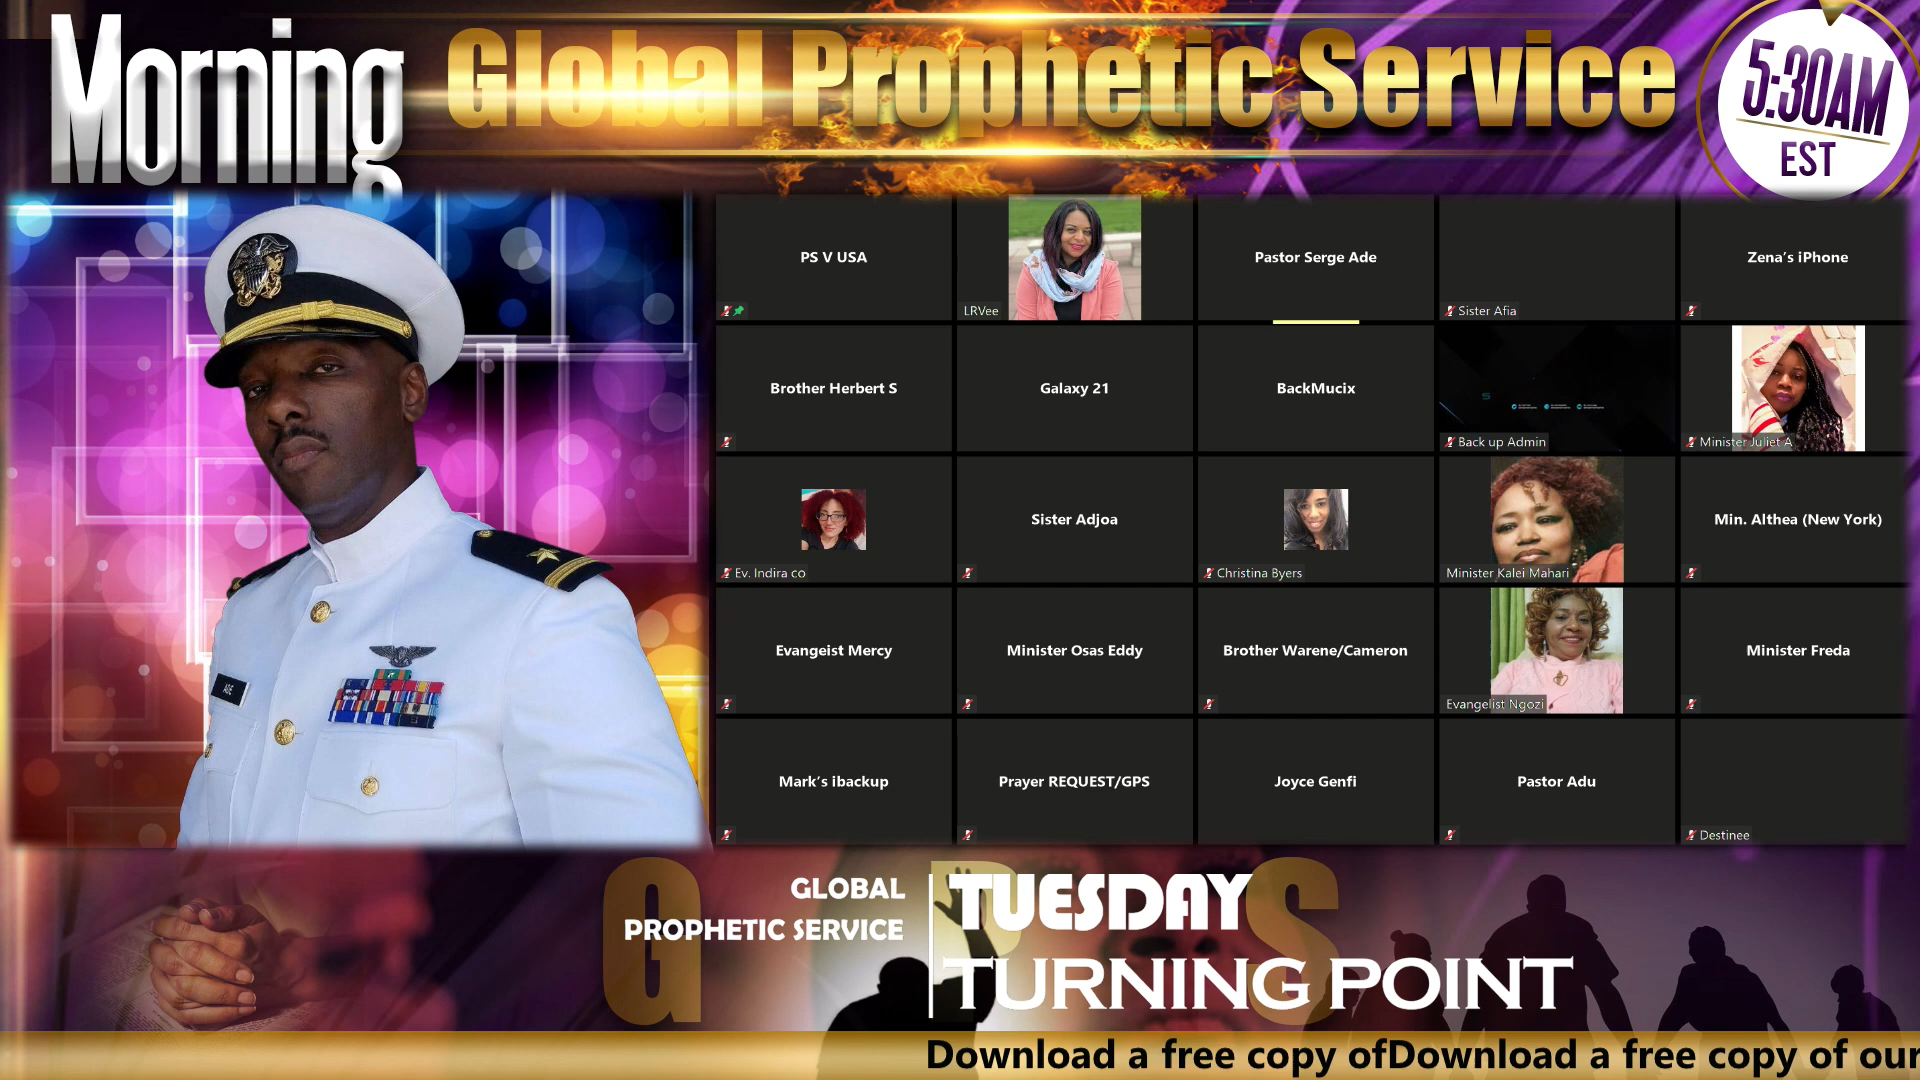 Morning
Global Prophetic Service
5:30AM
EST
PS V USA
LRVee
Pastor Serge Ade
Sister Afia
Zena's iPhone
Brother Herbert S
Galaxy 21
BackMucix
Back up Admin
Minister Juliet A
Ev. Indira co
Sister Adjoa
Christina Byers
Minister Kalei Mahari
Min. Althea (New York)
Evangeist Mercy
Minister Osas Eddy
Brother Warene/Cameron
Evangelist Ngozi
Minister Freda
Mark's ibackup
Prayer REQUEST/GPS
Joyce Genfi
Pastor Adu
Destinee
ADE
GPS
GLOBAL
PROPHETIC SERVICE
TUESDAY
TURNING POINT
Download a free copy ofDownload a free copy of our